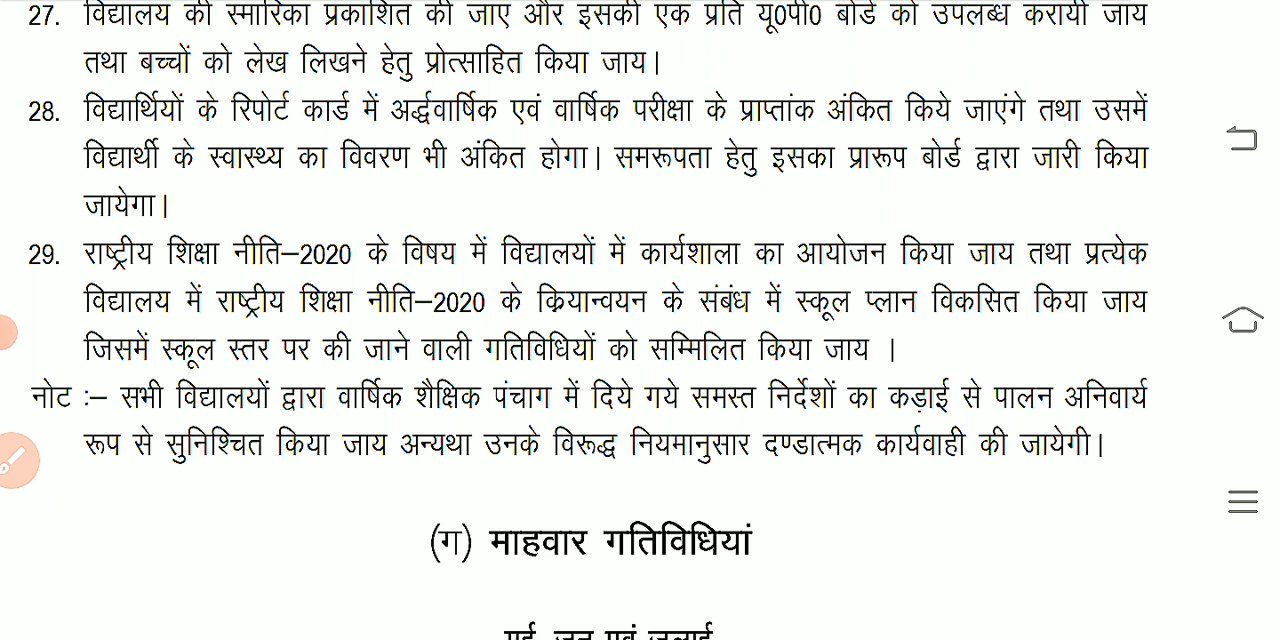 27. विद्यालय की स्मारिका प्रकाशित की जाए और इसकी एक प्रति यू0पी0 बोर्ड को उपलब्ध करायी जाय
तथा बच्चों को लेख लिखने हेतु प्रोत्साहित किया जाय।
28. विद्यार्थियों के रिपोर्ट कार्ड में अर्द्धवार्षिक एवं वार्षिक परीक्षा के प्राप्तांक अंकित किये जाएंगे तथा उसमें
विद्यार्थी के स्वास्थ्य का विवरण भी अंकित होगा। समरूपता हेतु इसका प्रारूप बोर्ड द्वारा जारी किया
जायेगा।
29. राष्ट्रीय शिक्षा नीति–2020 के विषय में विद्यालयों में कार्यशाला का आयोजन किया जाय तथा प्रत्येक
विद्यालय में राष्ट्रीय शिक्षा नीति–2020 के क्रियान्वयन के संबंध में स्कूल प्लान विकसित किया जाय
जिसमें स्कूल स्तर पर की जाने वाली गतिविधियों को सम्मिलित किया जाय ।
नोट :– सभी विद्यालयों द्वारा वार्षिक शैक्षिक पंचाग में दिये गये समस्त निर्देशों का कड़ाई से पालन अनिवार्य
रूप से सुनिश्चित किया जाय अन्यथा उनके विरूद्ध नियमानुसार दण्डात्मक कार्यवाही की जायेगी।
(ग) माहवार गतिविधियां
मई, जून एवं जुलाई